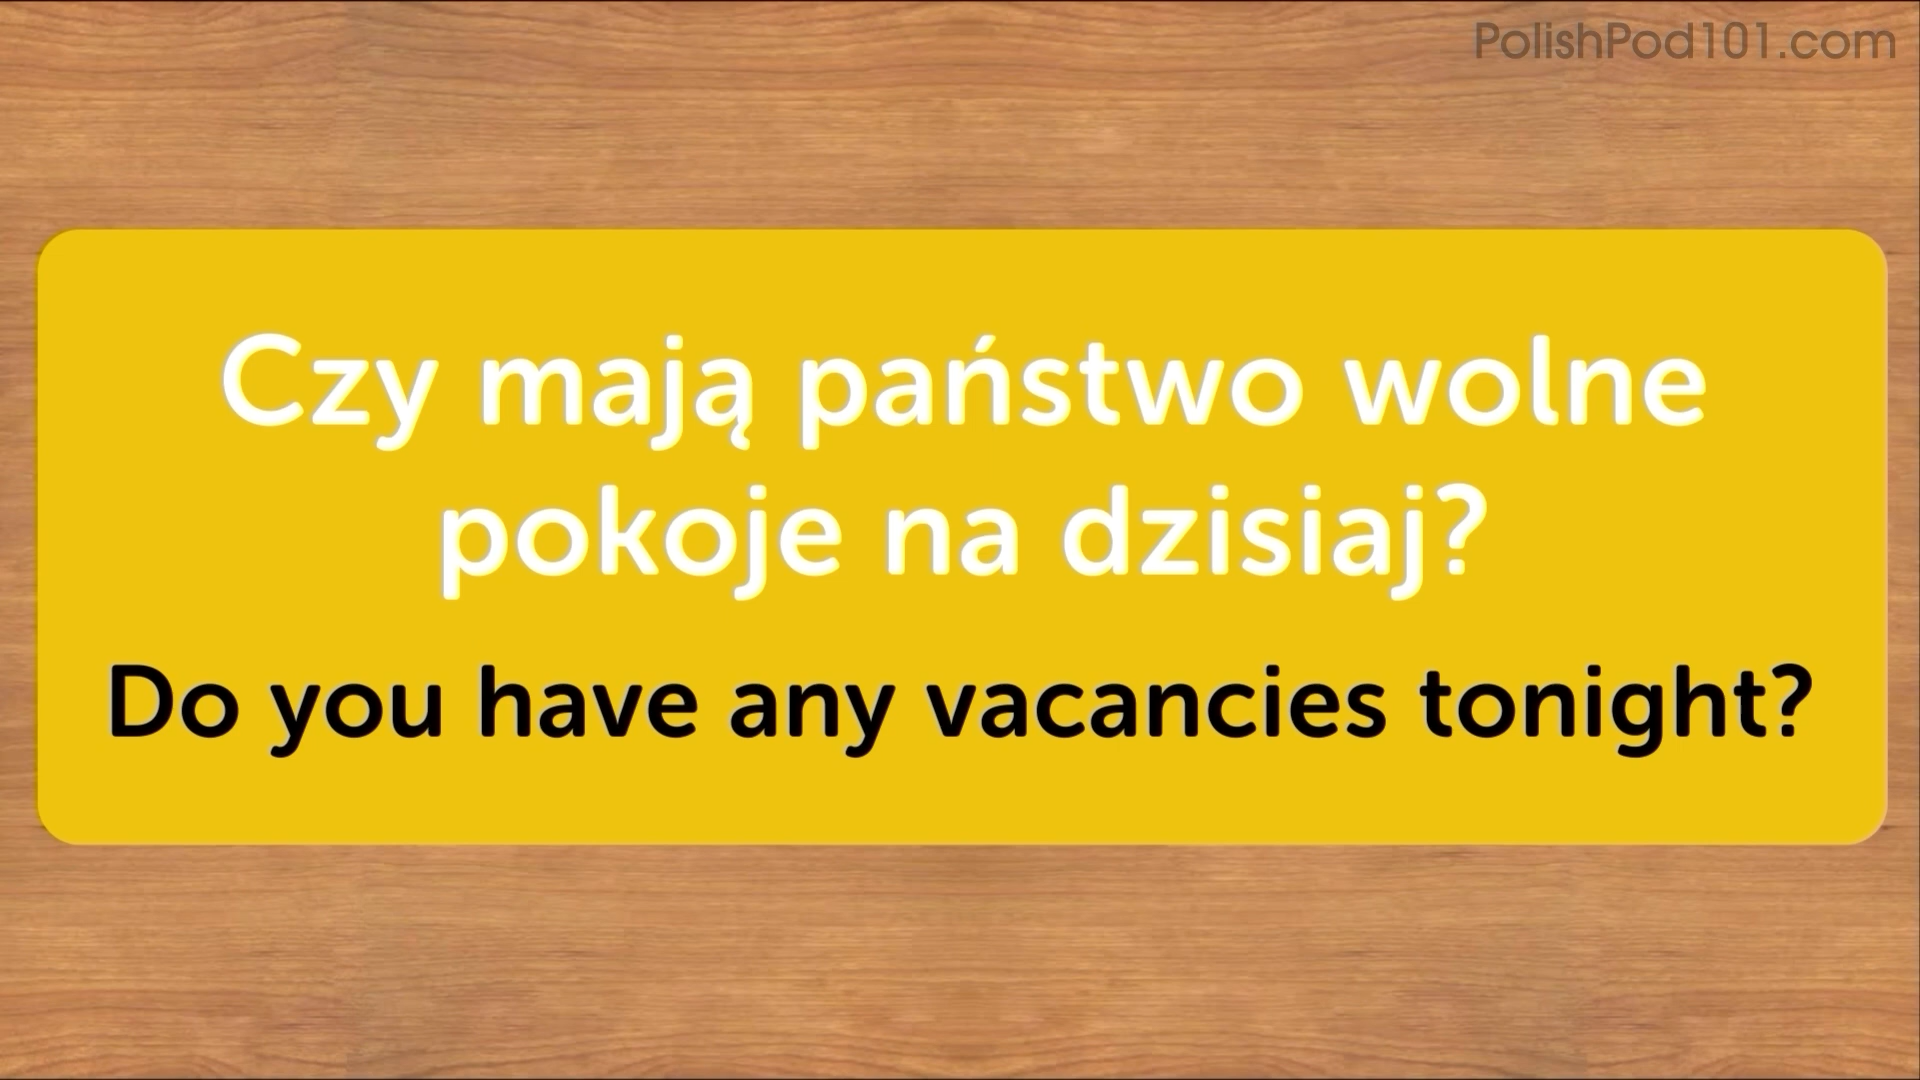 PolishPod101.com
Czy mają państwo wolne
pokoje na dzisiaj?
Do you have any vacancies tonight?